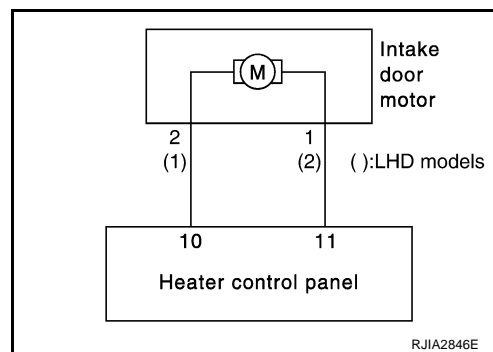 M
Intake
door
motor
2 1
(1) (2) ( ):LHD models
10 11
Heater control panel
RJIA2846E